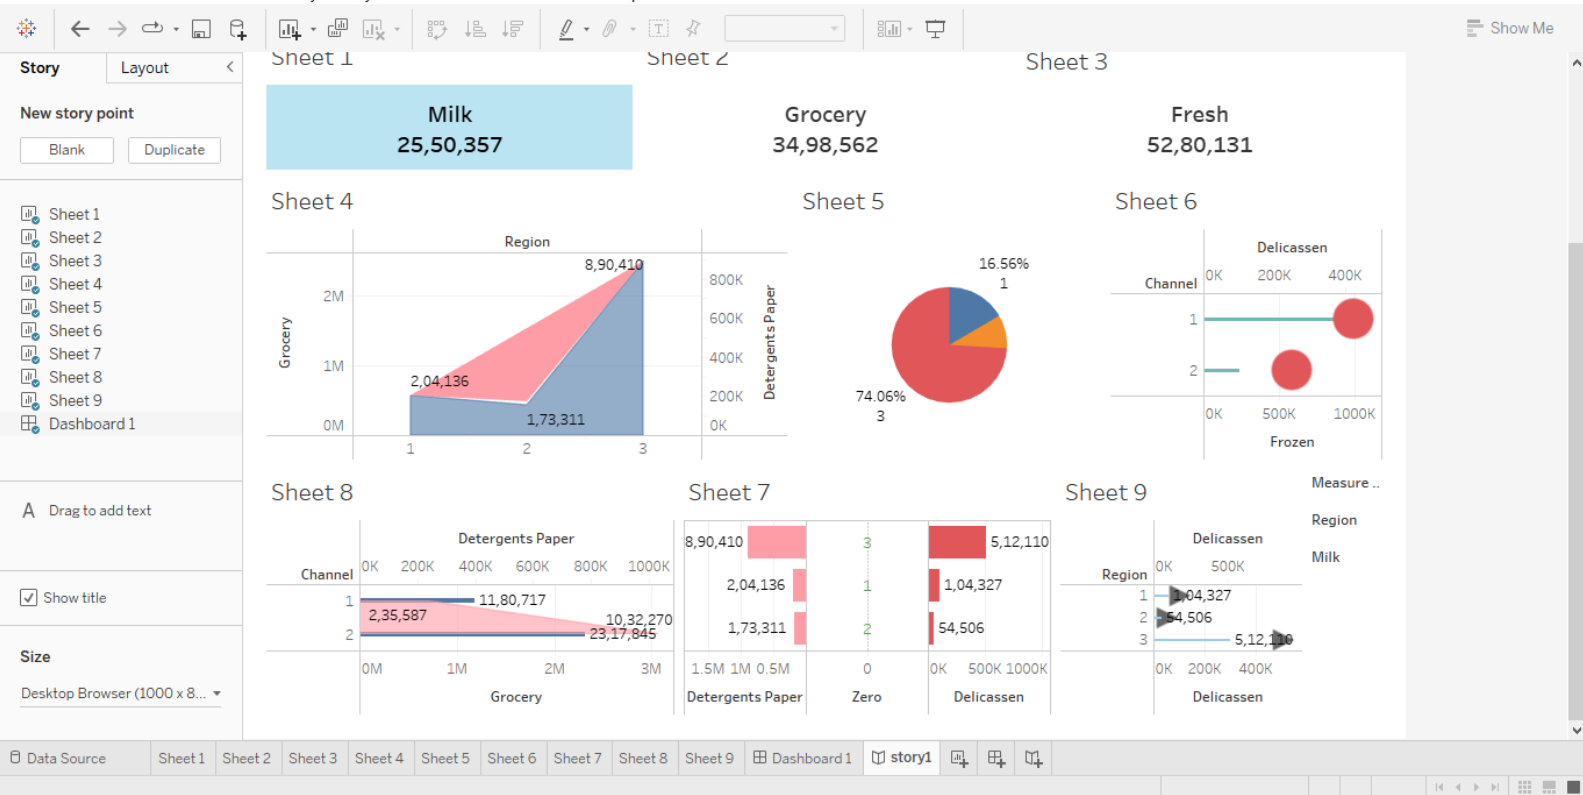 Show Me
Story Layout
New story point
Blank Duplicate
Sheet 1
Sheet 2
Sheet 3
Sheet 4
Sheet 5
Sheet 6
Sheet 7
Sheet 8
Sheet 9
Dashboard 1
A Drag to add text
Show title
Size
Desktop Browser (1000 x 8...
Sheet 1
Milk
25,50,357
Sheet 2
Grocery
34,98,562
Sheet 3
Fresh
52,80,131
Sheet 4
Region
8,90,410
2,04,136
1,73,311
Grocery
2M
1M
0M
800K
600K
400K
200K
0K
Detergents Paper
1 2 3
Sheet 5
16.56%
1
74.06%
3
Sheet 6
Delicassen
Channel
0K 200K 400K
1
2
0K 500K 1000K
Frozen
Sheet 8
Detergents Paper
Channel
0K 200K 400K 600K 800K 1000K
1
11,80,717
2,35,587
10,32,270
2
23,17,845
0M 1M 2M 3M
Grocery
Sheet 7
8,90,410 3 5,12,110
2,04,136 1 1,04,327
1,73,311 2 54,506
1.5M 1M 0.5M 0 0K 500K 1000K
Detergents Paper Zero Delicassen
Sheet 9
Delicassen
Region
0K 500K
1 1,04,327
2 54,506
3 5,12,110
0K 200K 400K
Delicassen
Measure ..
Region
Milk
Data Source Sheet 1 Sheet 2 Sheet 3 Sheet 4 Sheet 5 Sheet 6 Sheet 7 Sheet 8 Sheet 9 Dashboard 1 story1